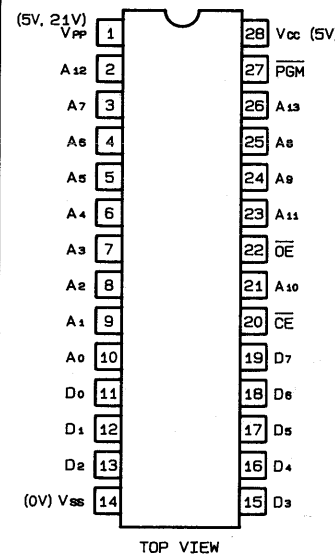 (5V, 21V)
VPP 1 28 VCC (5V
A12 2 27 PGM
A7 3 26 A13
A6 4 25 A8
A5 5 24 A9
A4 6 23 A11
A3 7 22 OE
A2 8 21 A10
A1 9 20 CE
A0 10 19 D7
D0 11 18 D6
D1 12 17 D5
D2 13 16 D4
(0V) VSS 14 15 D3
TOP VIEW